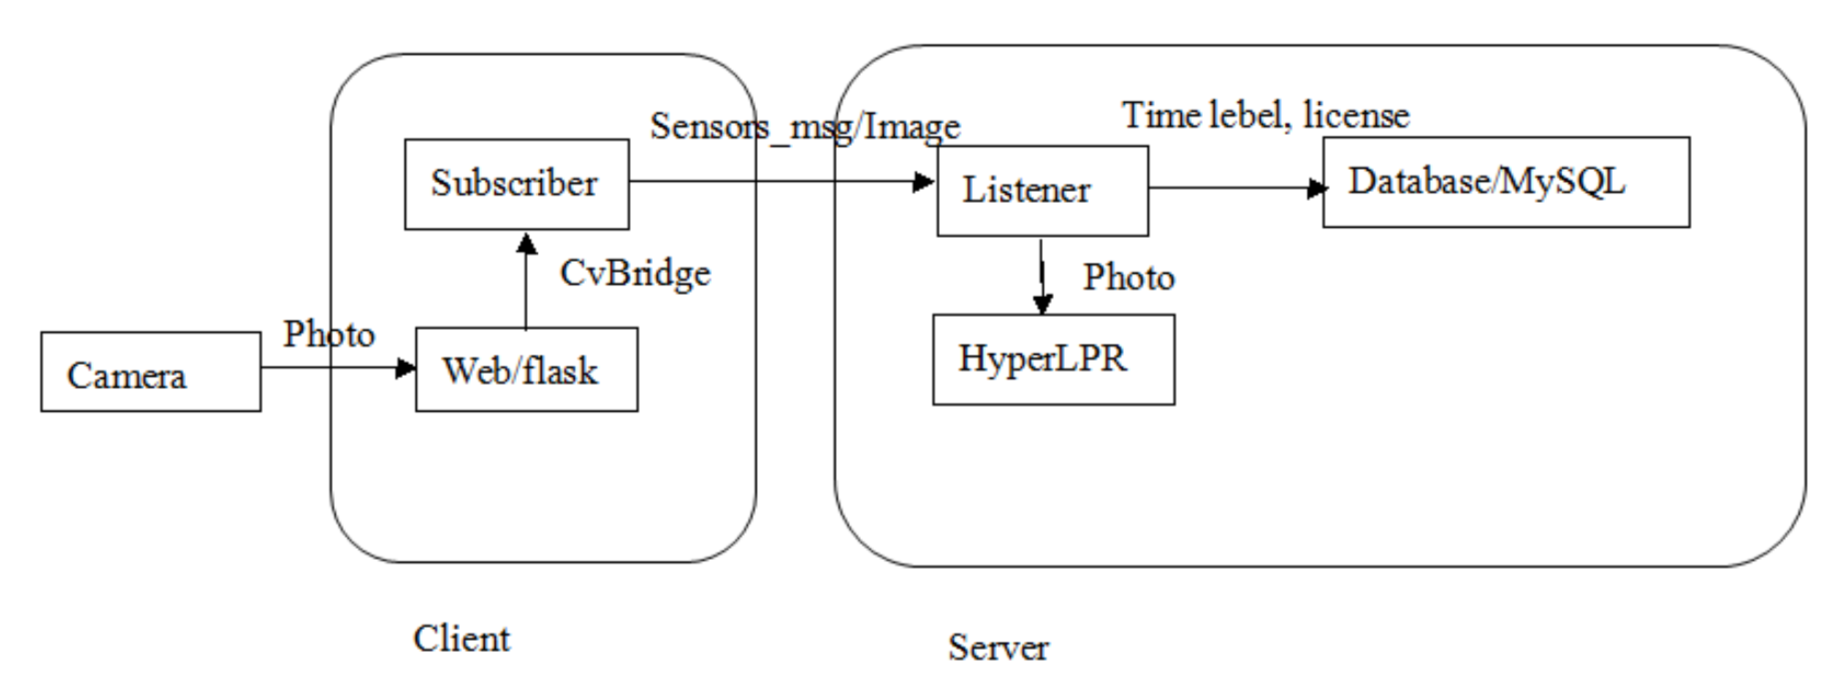 Time lebel, license
Sensors_msg/Image
Subscriber
Listener
Database/MySQL
CvBridge
Photo
Photo
Camera
Web/flask
HyperLPR
Client
Server